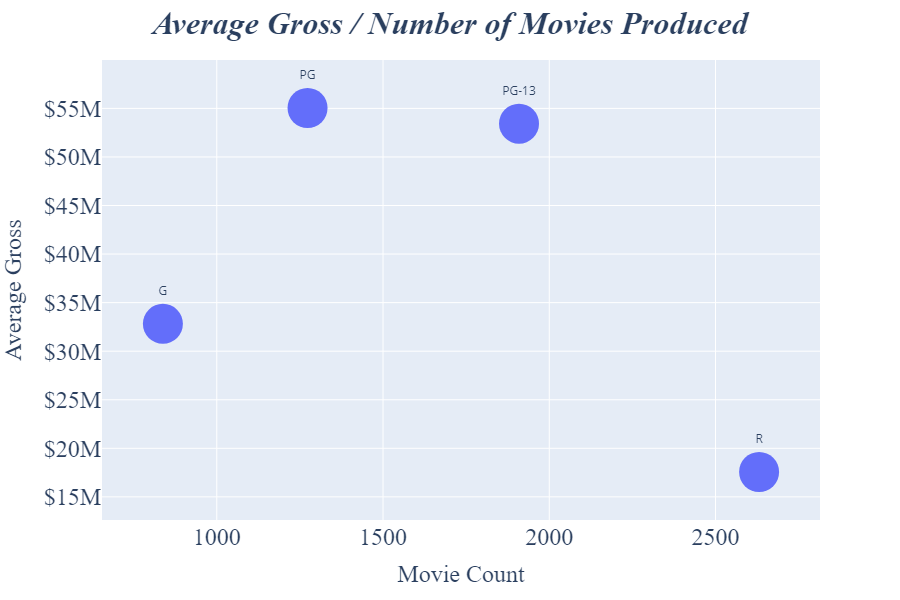 Average Gross / Number of Movies Produced
PG
PG-13
$55M
$50M
$45M
$40M
G
$35M
$30M
$25M
R
$20M
$15M
Average Gross
1000 1500 2000 2500
Movie Count